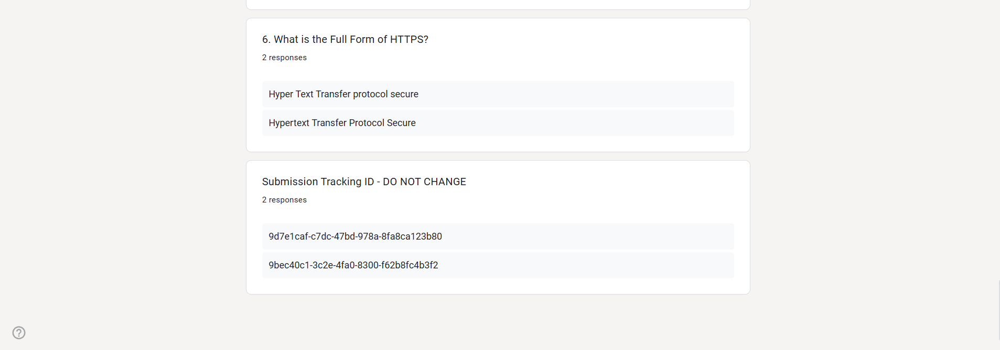 6. What is the Full Form of HTTPS?
2 responses
Hyper Text Transfer protocol secure
Hypertext Transfer Protocol Secure
Submission Tracking ID - DO NOT CHANGE
2 responses
9d7e1caf-c7dc-47bd-978a-8fa8ca123b80
9bec40c1-3c2e-4fa0-8300-f62b8fc4b3f2